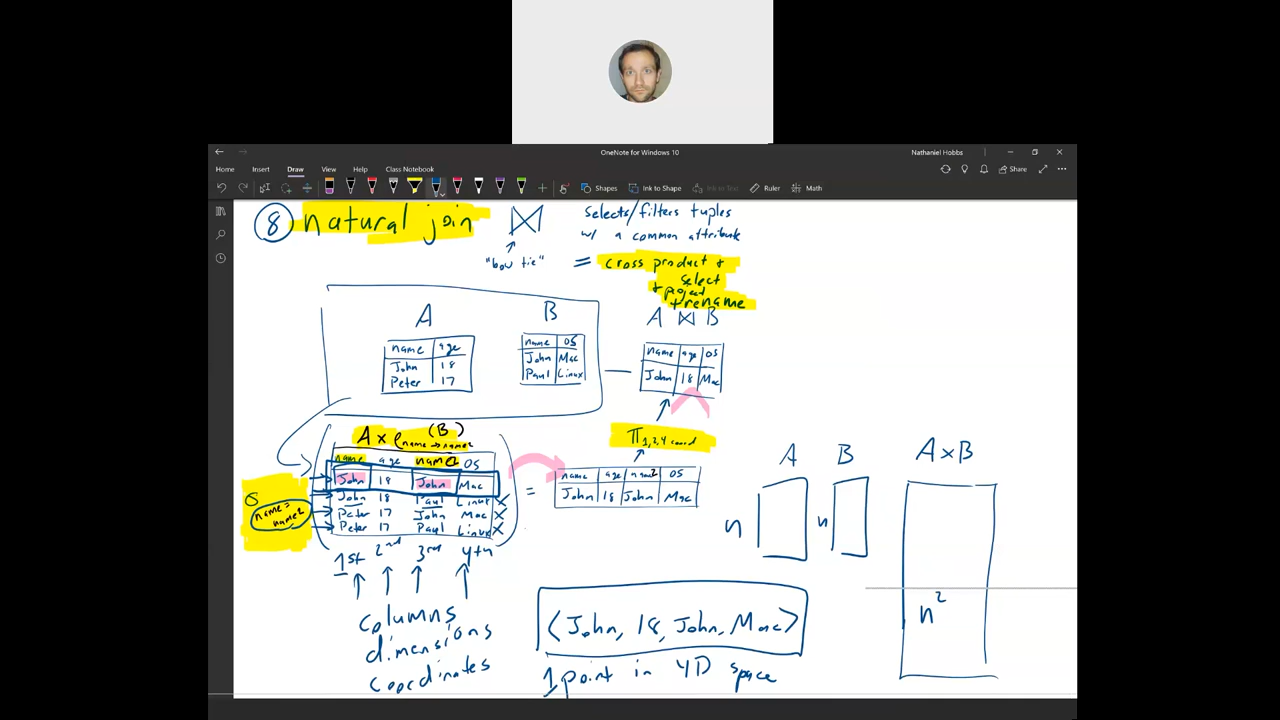 OneNote for Windows 10
Nathaniel Hobbs
Home Insert Draw View Help Class Notebook
Share
Shapes Ink to Shape Ink to Text Ruler Math
8 natural join ⋈ selects/filters tuples
w/ a common attribute
"bow tie"
= cross product +
select
+ project
+ rename
A B A ⋈ B
name age
John 18
Peter 17
name OS
John Mac
Paul Linux
name age OS
John 18 Mac
A × ρ name → name2 (B)
π 1,2,4 coord
name age name2 OS
John 18 John Mac
John 18 Paul Linux X
Peter 17 John Mac X
Peter 17 Paul Linux X
σ name = name2
=
name age name2 OS
John 18 John Mac
1st 2nd 3rd 4th
columns
dimensions
coordinates
⟨John, 18, John, Mac⟩
1 point in 4D space
A B A×B
n n
n²